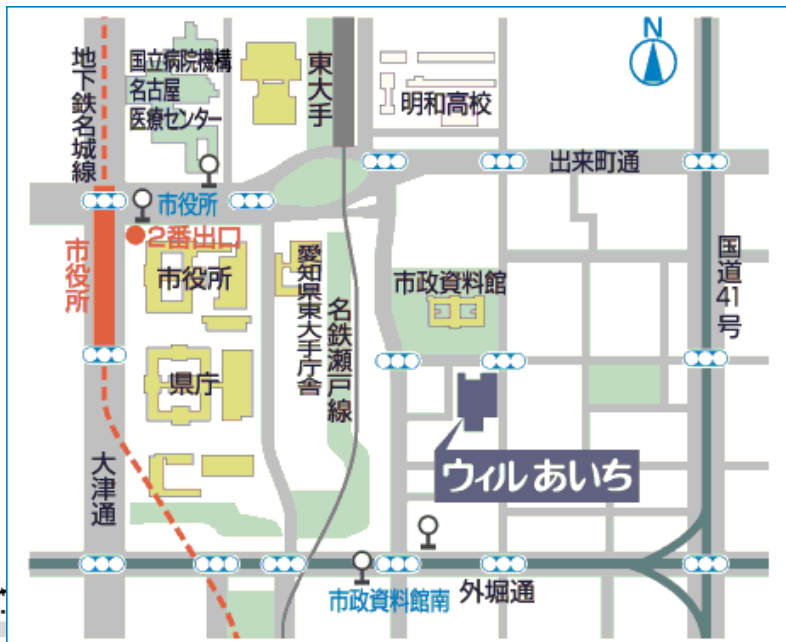 N
地下鉄名城線
国立病院機構
名古屋
医療センター
東大手
明和高校
出来町通
市役所
2番出口
市役所
市役所
愛知県東大手庁舎
名鉄瀬戸線
市政資料館
国道41号
県庁
ウィルあいち
大津通
市政資料館南
外堀通